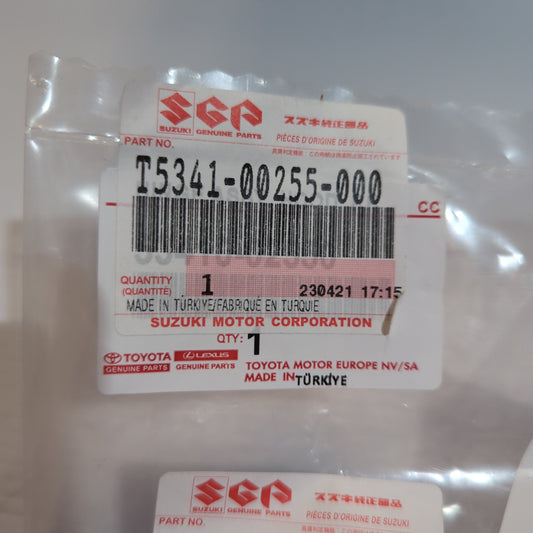 SGP スズキ純正部品
SUZUKI GENUINE PARTS PIÈCES D'ORIGINE DE SUZUKI
PART NO.
T5341-00255-000
CC
QUANTITY
(QUANTITÉ) 1 230421 17:15
MADE IN TÜRKIYE/FABRIQUÉ EN TURQUIE
SUZUKI MOTOR CORPORATION
QTY: 1
TOYOTA LEXUS TOYOTA MOTOR EUROPE NV/SA
GENUINE PARTS GENUINE PARTS MADE IN TÜRKİYE
SGP スズキ純正部品
SUZUKI GENUINE PARTS PIÈCES D'ORIGINE DE SUZUKI
PART NO.